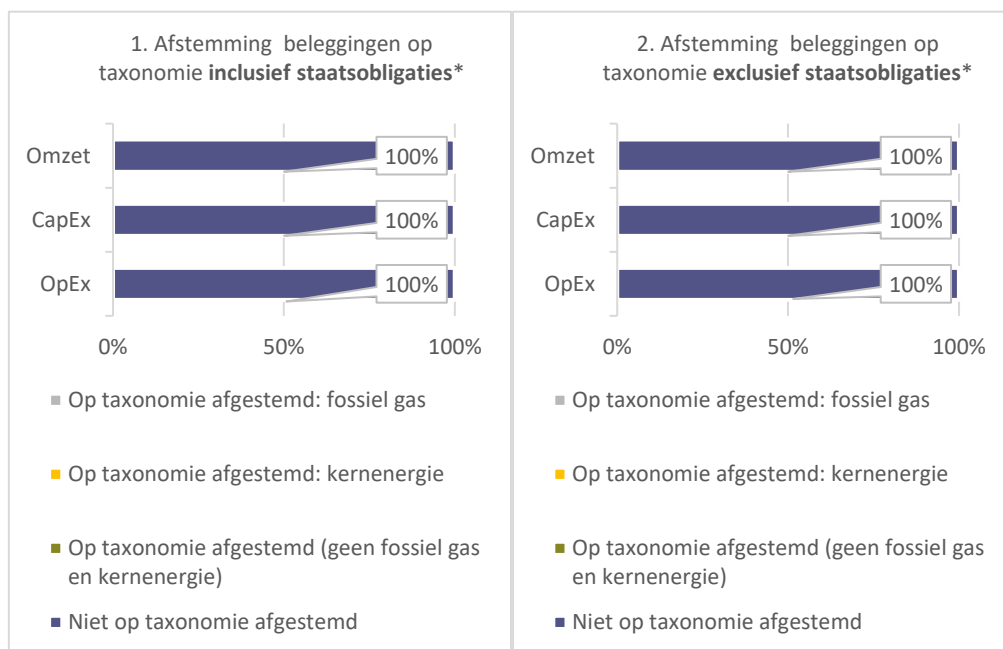 1. Afstemming beleggingen op
taxonomie inclusief staatsobligaties*
Omzet
100%
CapEx
100%
OpEx
100%
0%
50%
100%
Op taxonomie afgestemd: fossiel gas
Op taxonomie afgestemd: kernenergie
Op taxonomie afgestemd (geen fossiel gas
en kernenergie)
Niet op taxonomie afgestemd
2. Afstemming beleggingen op
taxonomie exclusief staatsobligaties*
Omzet
100%
CapEx
100%
OpEx
100%
0%
50%
100%
Op taxonomie afgestemd: fossiel gas
Op taxonomie afgestemd: kernenergie
Op taxonomie afgestemd (geen fossiel gas
en kernenergie)
Niet op taxonomie afgestemd